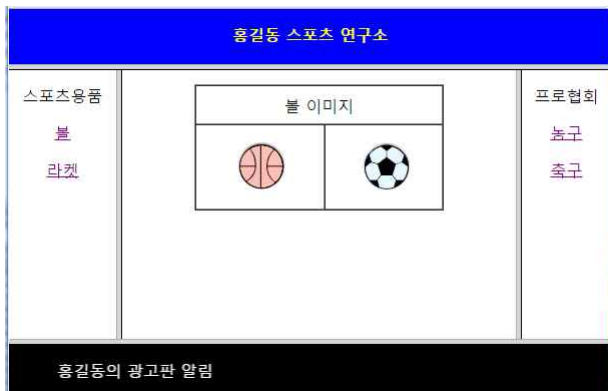 홍길동 스포츠 연구소
스포츠용품
볼
라켓
볼 이미지
프로협회
농구
축구
홍길동의 광고판 알림